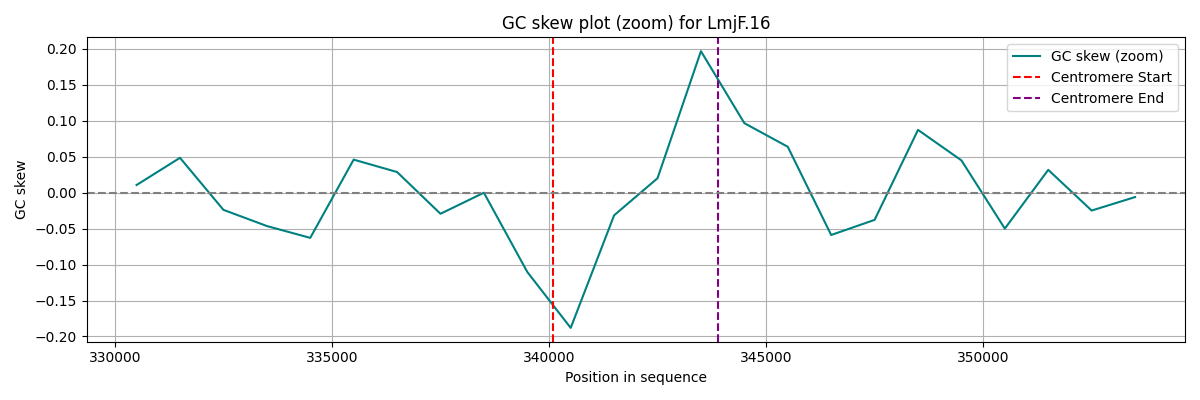 GC skew plot (zoom) for LmjF.16
GC skew (zoom)
Centromere Start
Centromere End
GC skew
0.20
0.15
0.10
0.05
0.00
−0.05
−0.10
−0.15
−0.20
330000 335000 340000 345000 350000
Position in sequence